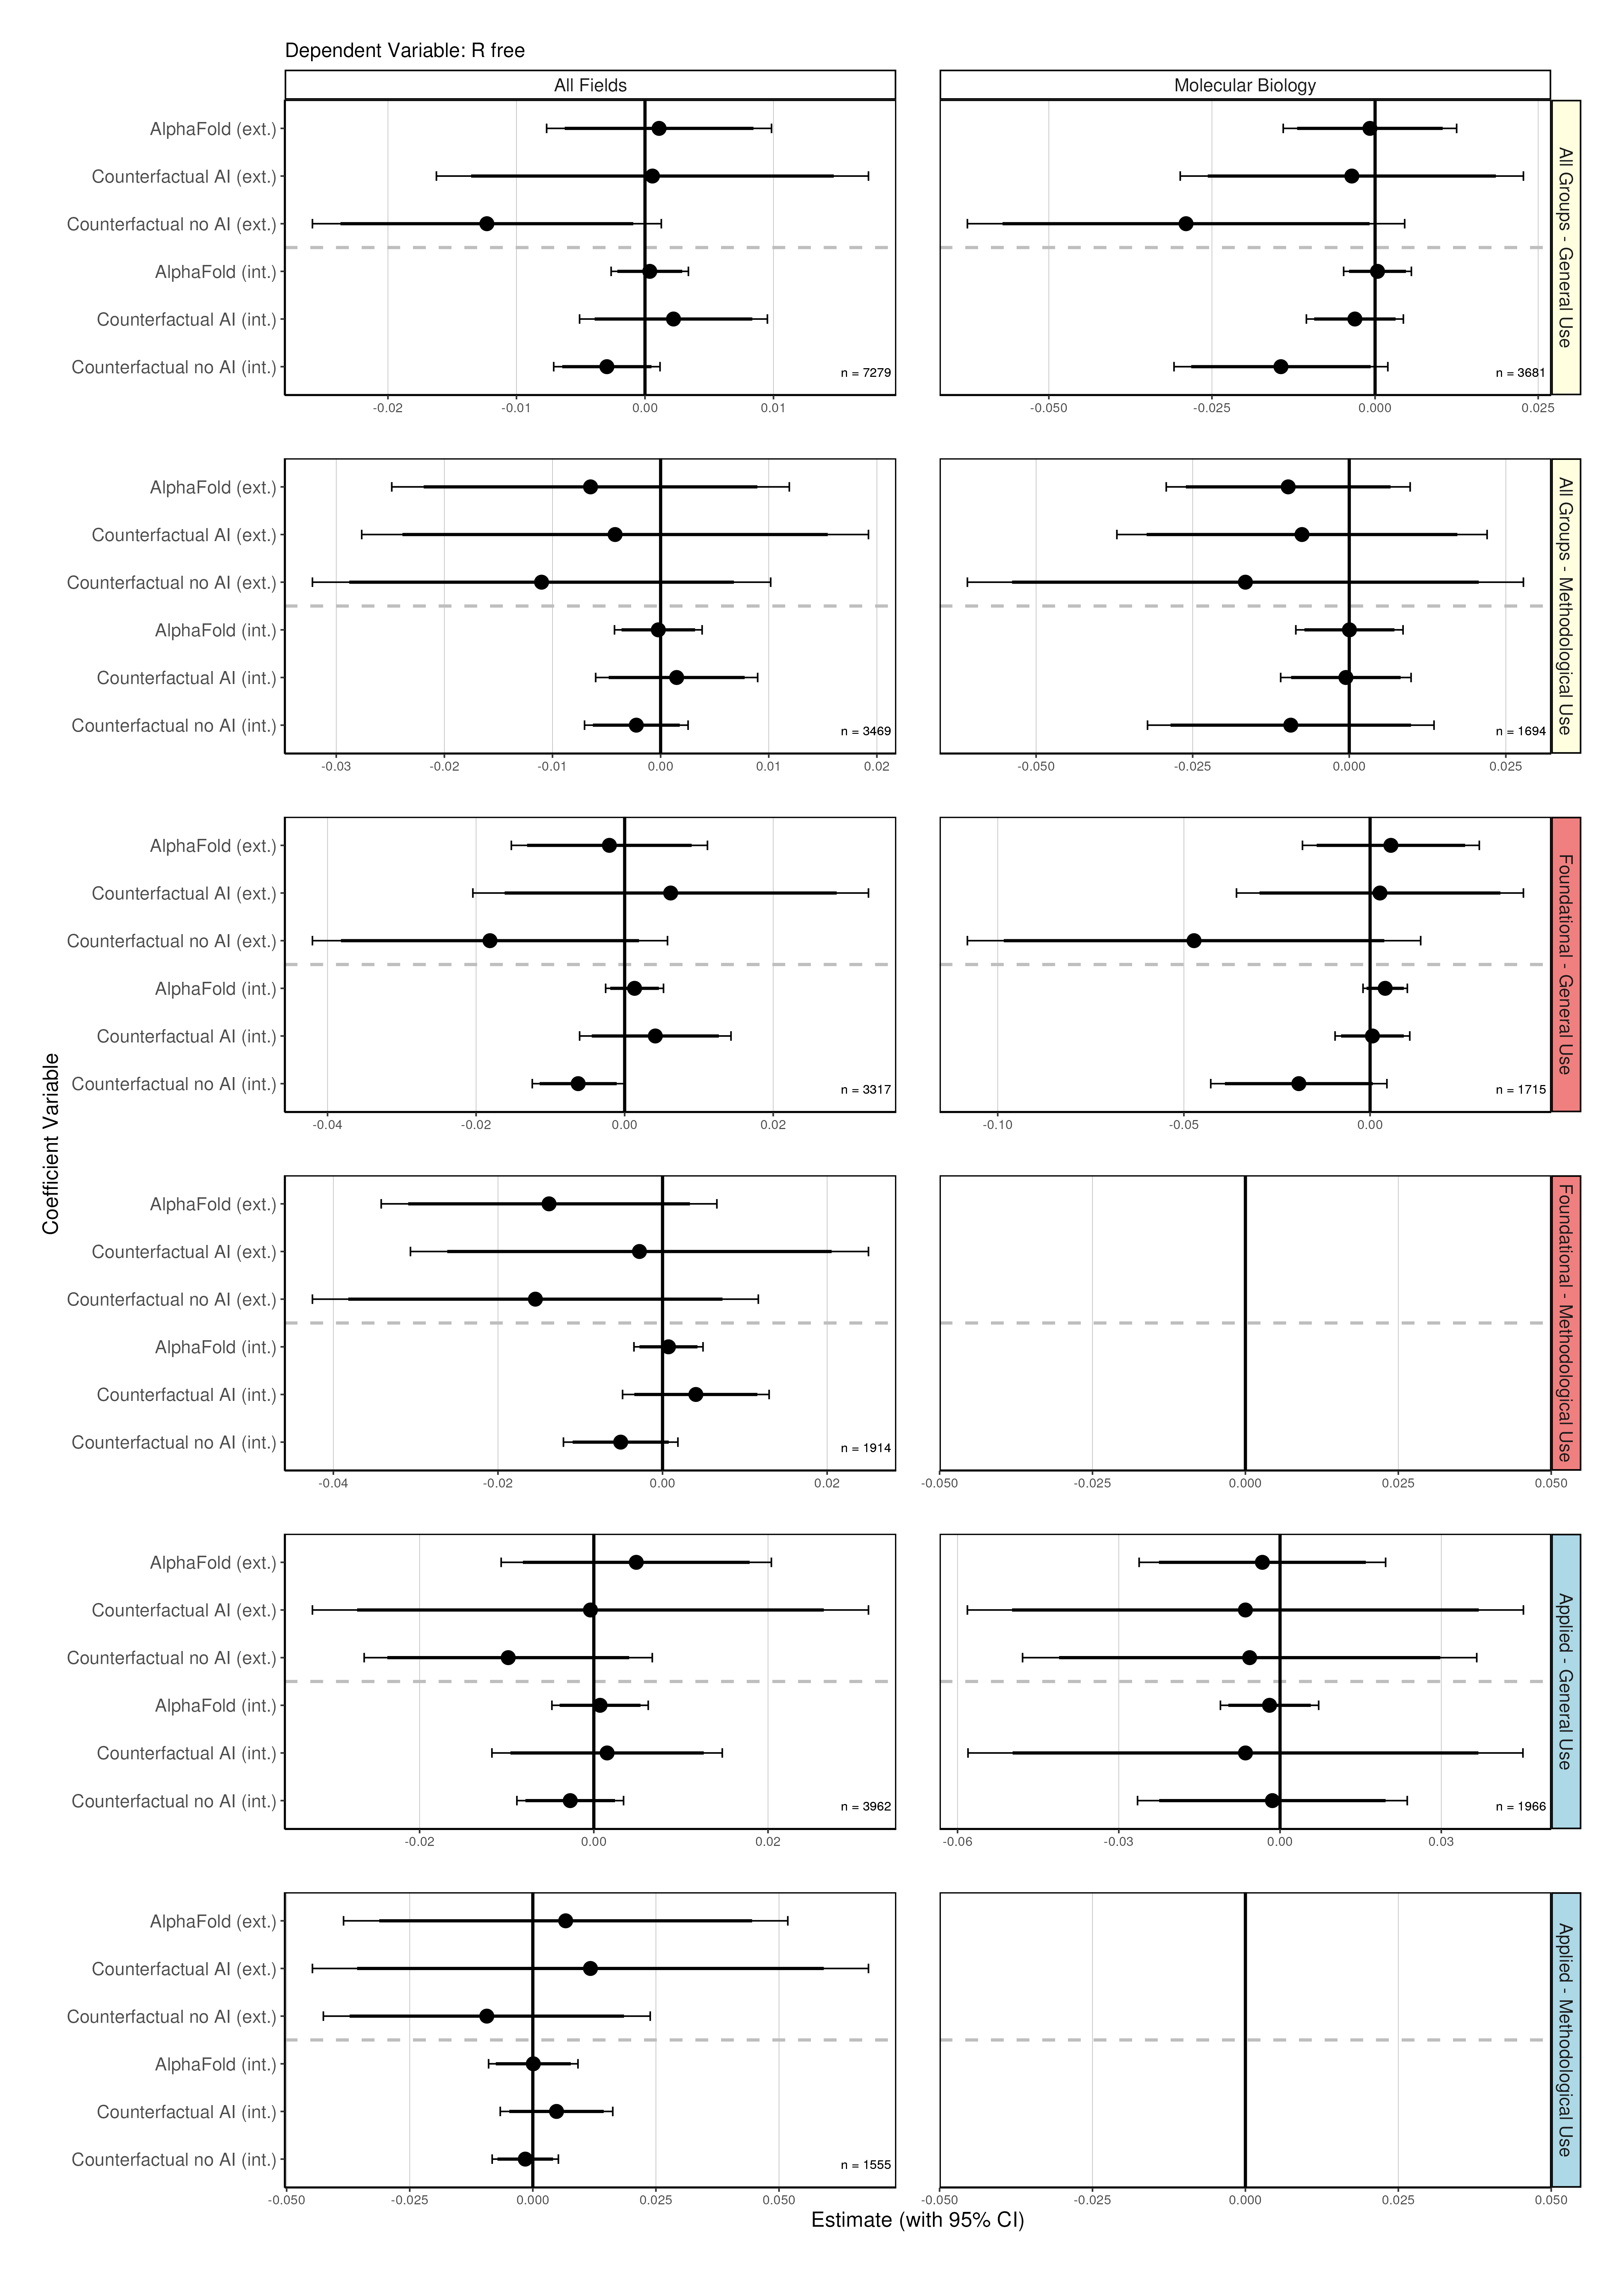 Dependent Variable: R free
All Fields
Molecular Biology
AlphaFold (ext.)
Counterfactual AI (ext.)
Counterfactual no AI (ext.)
AlphaFold (int.)
Counterfactual AI (int.)
Counterfactual no AI (int.)
n = 7279
n = 3681
All Groups - General Use
-0.02 -0.01 0.00 0.01
-0.050 -0.025 0.000 0.025
AlphaFold (ext.)
Counterfactual AI (ext.)
Counterfactual no AI (ext.)
AlphaFold (int.)
Counterfactual AI (int.)
Counterfactual no AI (int.)
n = 3469
n = 1694
All Groups - Methodological Use
-0.03 -0.02 -0.01 0.00 0.01 0.02
-0.050 -0.025 0.000 0.025
AlphaFold (ext.)
Counterfactual AI (ext.)
Counterfactual no AI (ext.)
AlphaFold (int.)
Counterfactual AI (int.)
Counterfactual no AI (int.)
n = 3317
n = 1715
Foundational - General Use
-0.04 -0.02 0.00 0.02
-0.10 -0.05 0.00
Coefficient Variable
AlphaFold (ext.)
Counterfactual AI (ext.)
Counterfactual no AI (ext.)
AlphaFold (int.)
Counterfactual AI (int.)
Counterfactual no AI (int.)
n = 1914
Foundational - Methodological Use
-0.04 -0.02 0.00 0.02
-0.050 -0.025 0.000 0.025 0.050
AlphaFold (ext.)
Counterfactual AI (ext.)
Counterfactual no AI (ext.)
AlphaFold (int.)
Counterfactual AI (int.)
Counterfactual no AI (int.)
n = 3962
n = 1966
Applied - General Use
-0.02 0.00 0.02
-0.06 -0.03 0.00 0.03
AlphaFold (ext.)
Counterfactual AI (ext.)
Counterfactual no AI (ext.)
AlphaFold (int.)
Counterfactual AI (int.)
Counterfactual no AI (int.)
n = 1555
Applied - Methodological Use
-0.050 -0.025 0.000 0.025 0.050
-0.050 -0.025 0.000 0.025 0.050
Estimate (with 95% CI)